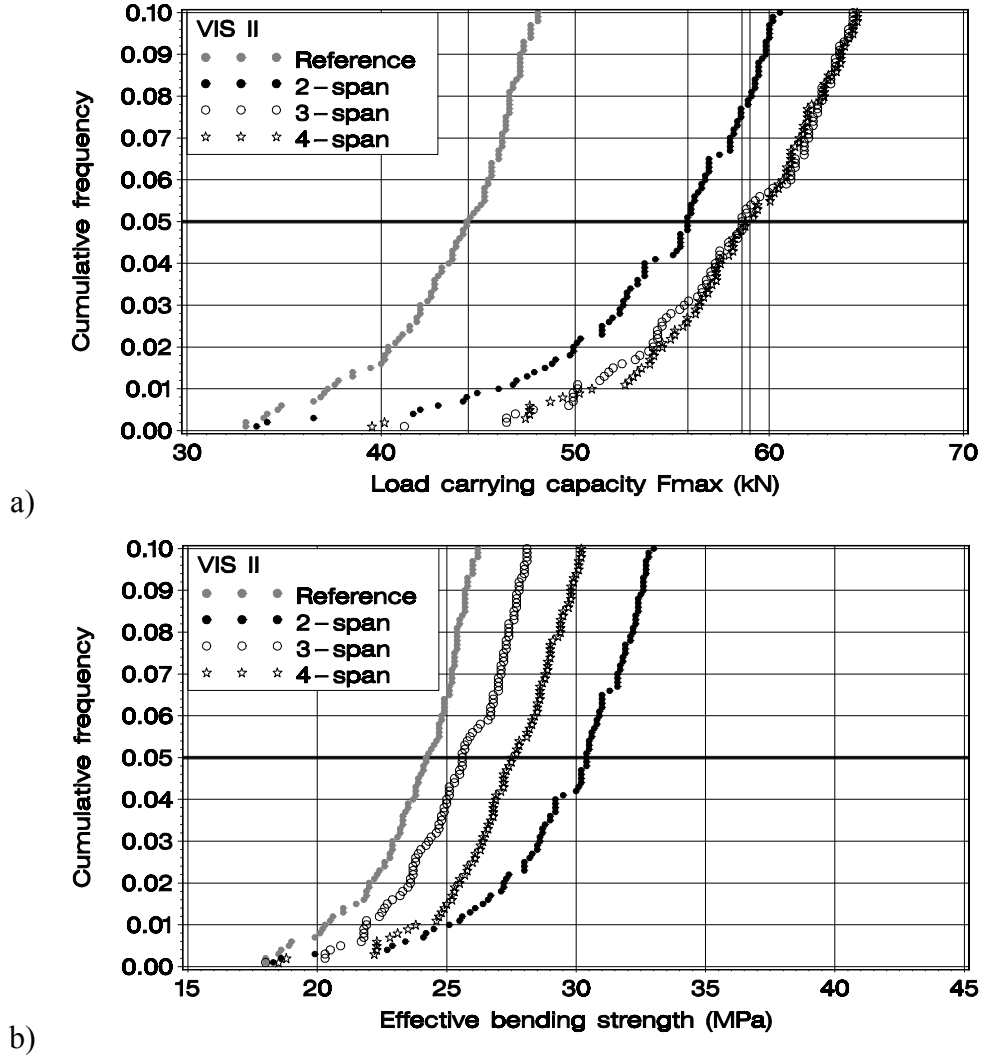 VIS II
Reference
2-span
3-span
4-span
Cumulative frequency
0.10
0.09
0.08
0.07
0.06
0.05
0.04
0.03
0.02
0.01
0.00
30 40 50 60 70
Load carrying capacity Fmax (kN)
a)
VIS II
Reference
2-span
3-span
4-span
Cumulative frequency
0.10
0.09
0.08
0.07
0.06
0.05
0.04
0.03
0.02
0.01
0.00
15 20 25 30 35 40 45
Effective bending strength (MPa)
b)